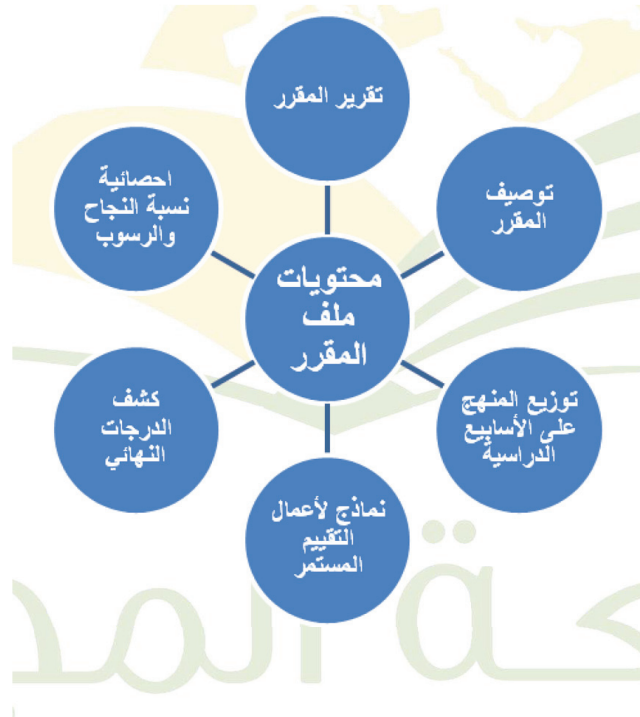 تقرير المقرر
توصيف
المقرر
توزيع المنهج
على الأسابيع
الدراسية
نماذج لأعمال
التقييم
المستمر
كشف
الدرجات
النهائي
احصائية
نسبة النجاح
والرسوب
محتويات
ملف
المقرر